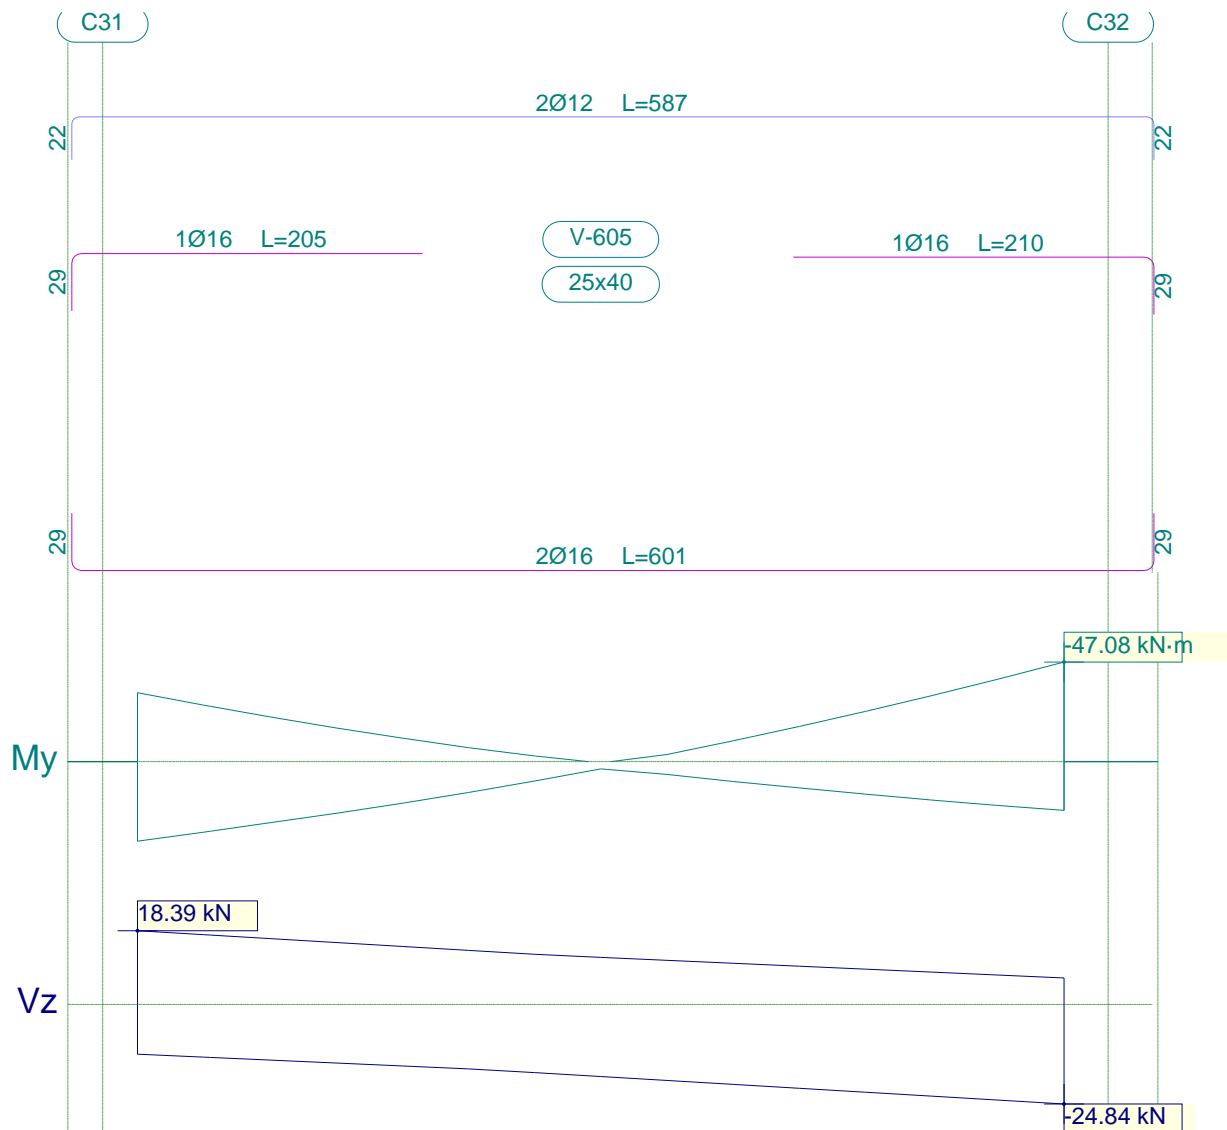 C31 C32
2Ø12 L=587
22 22
1Ø16 L=205 V-605 1Ø16 L=210
29 25x40 29
29 29
2Ø16 L=601
-47.08 kN·m
My
18.39 kN
Vz
-24.84 kN